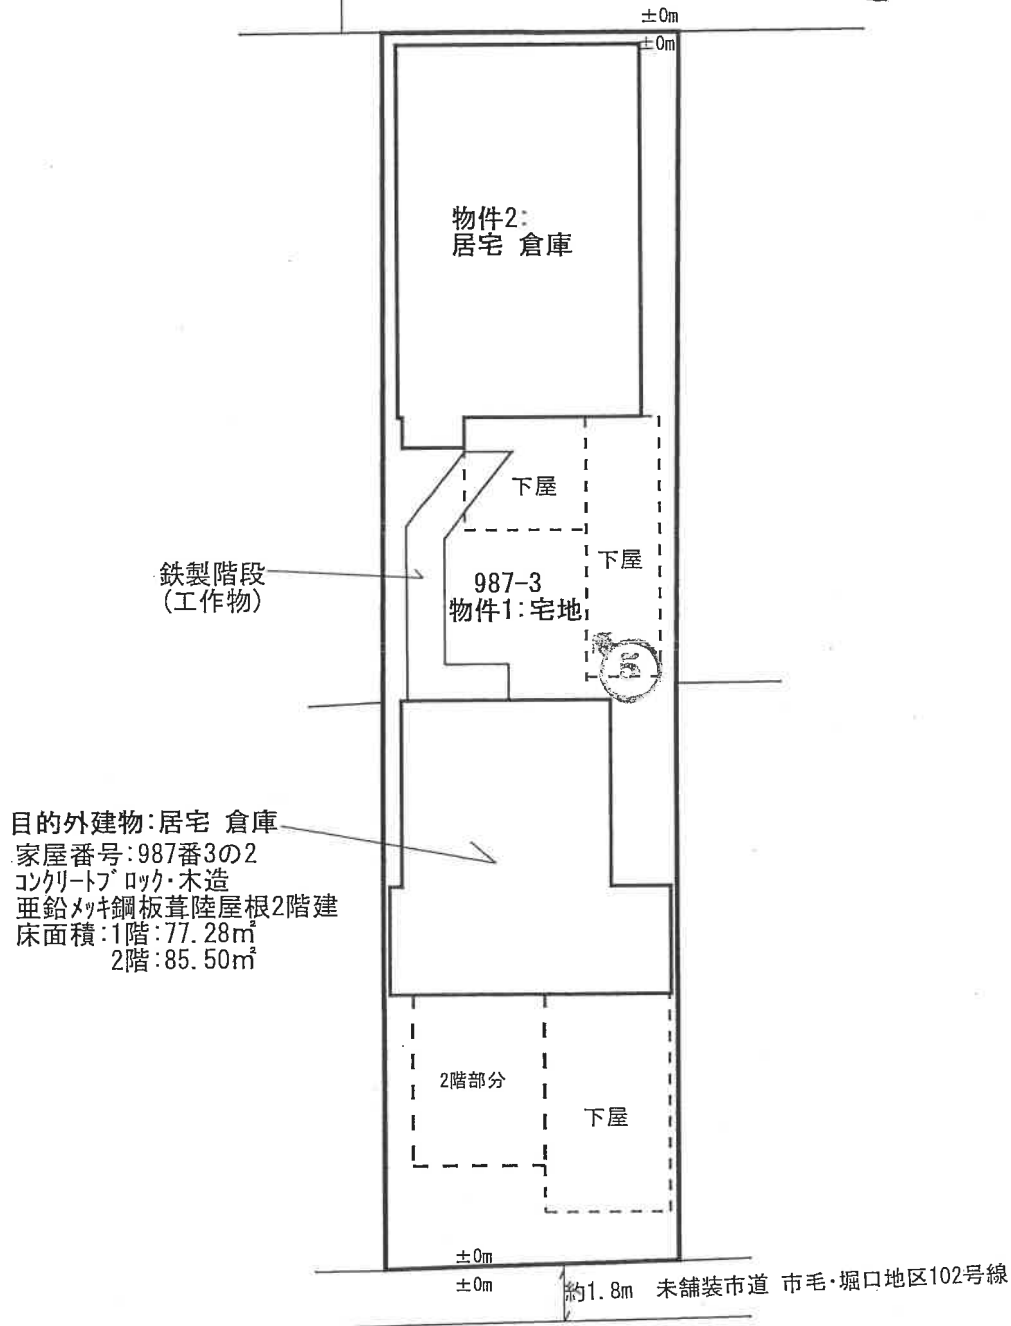 ±0m
±0m
物件2:
居宅 倉庫
下屋
下屋
鉄製階段
(工作物)
987-3
物件1:宅地
目的外建物:居宅 倉庫
家屋番号:987番3の2
コンクリートブロック・木造
亜鉛メッキ鋼板葺陸屋根2階建
床面積:1階:77.28㎡
2階:85.50㎡
2階部分
下屋
±0m
±0m
約1.8m 未舗装市道 市毛・堀口地区102号線